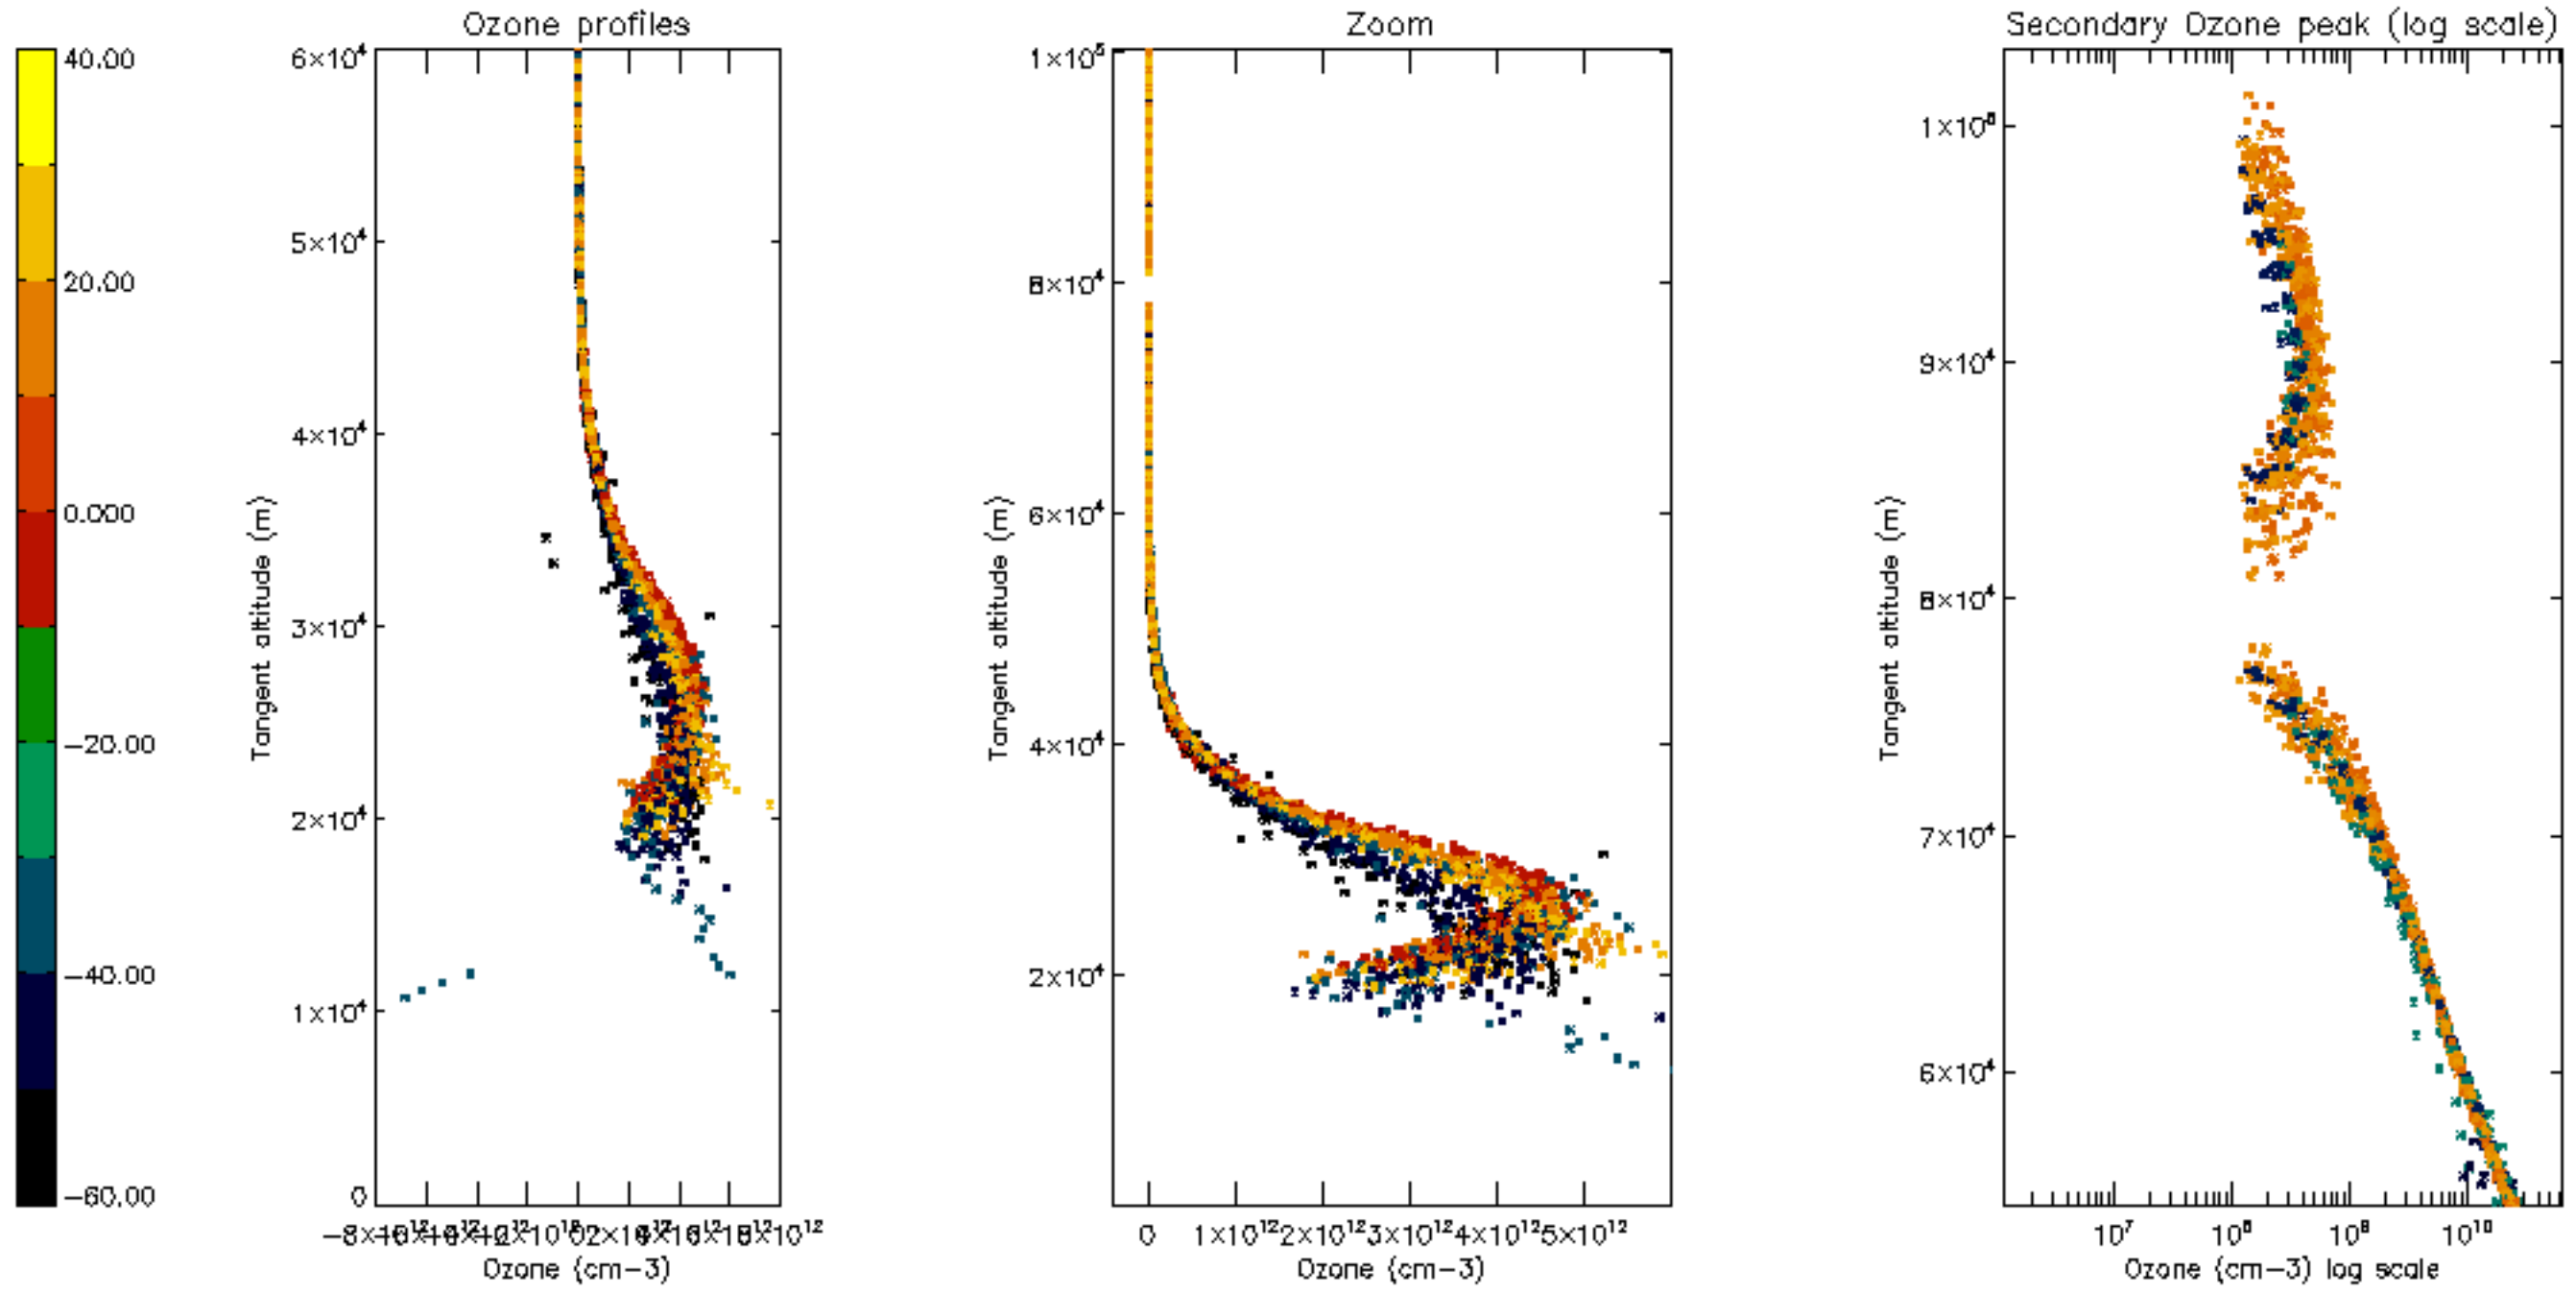 Ozone profiles
Zoom
Secondary Ozone peak (log scale)
40.00
20.00
0.000
−20.00
−40.00
−60.00
6×10⁴
5×10⁴
4×10⁴
3×10⁴
2×10⁴
1×10⁴
0
Tangent altitude (m)
Ozone (cm−3)
1×10⁵
8×10⁴
6×10⁴
4×10⁴
2×10⁴
Tangent altitude (m)
0 1×10¹² 2×10¹² 3×10¹² 4×10¹² 5×10¹²
Ozone (cm−3)
1×10⁵
9×10⁴
8×10⁴
7×10⁴
6×10⁴
Tangent altitude (m)
10⁷ 10⁸ 10⁹ 10¹⁰
Ozone (cm−3) log scale